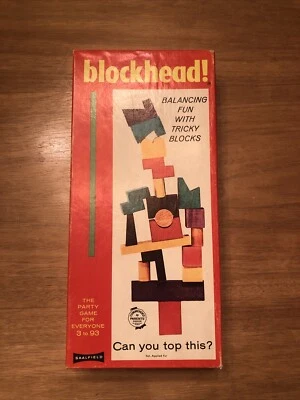 blockhead!
BALANCING
FUN
WITH
TRICKY
BLOCKS
THE
PARTY
GAME
FOR
EVERYONE
3 to 93
SAALFIELD
PARENTS'
Can you top this?